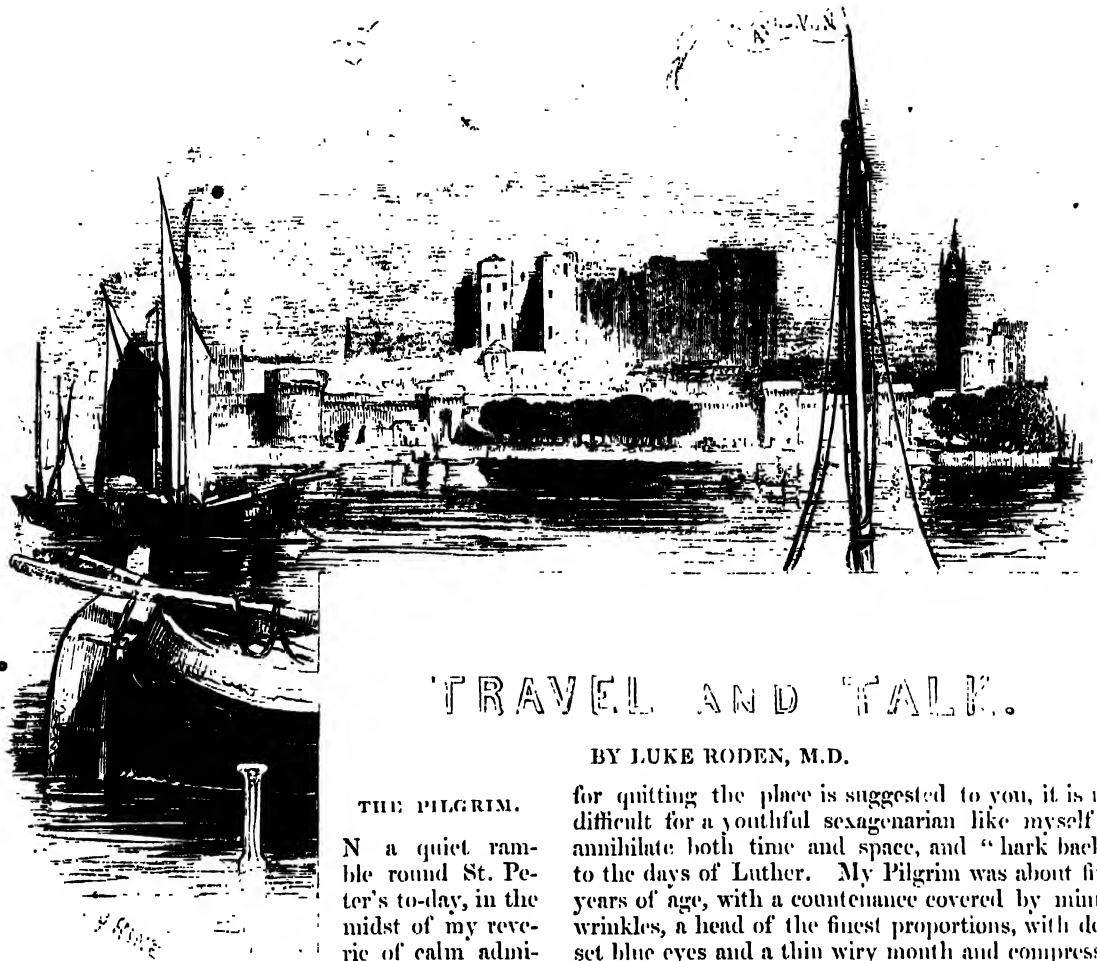 TRAVEL AND TALK.
BY LUKE RODEN, M.D.
THE PILGRIM.
N a quiet ram-
ble round St. Pe-
ter's to-day, in the
midst of my reve-
rie of calm admi-
for quitting the place is suggested to you, it is
difficult for a youthful sexagenarian like myself
annihilate both time and space, and "hark
to the days of Luther. My Pilgrim was about
years of age, with a countenance covered by
wrinkles, a head of the finest proportions, with
set blue eyes and a thin wiry mouth and